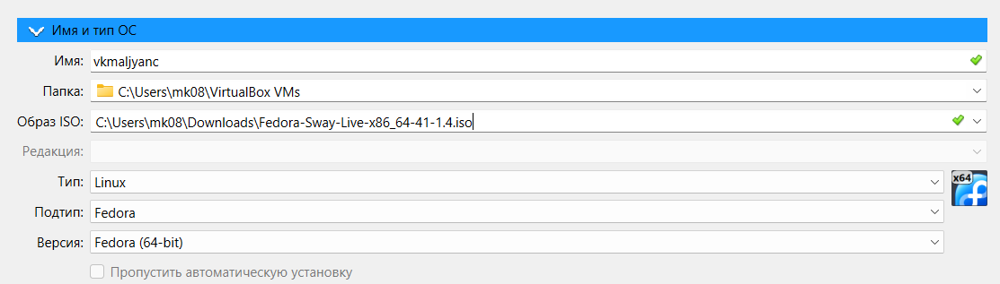 Имя и тип ОС
Имя: vkmaljyanc
Папка: C:\Users\mk08\VirtualBox VMs
Образ ISO: C:\Users\mk08\Downloads\Fedora-Sway-Live-x86_64-41-1.4.iso
Редакция:
Тип: Linux
x64
Подтип: Fedora
Версия: Fedora (64-bit)
Пропустить автоматическую установку